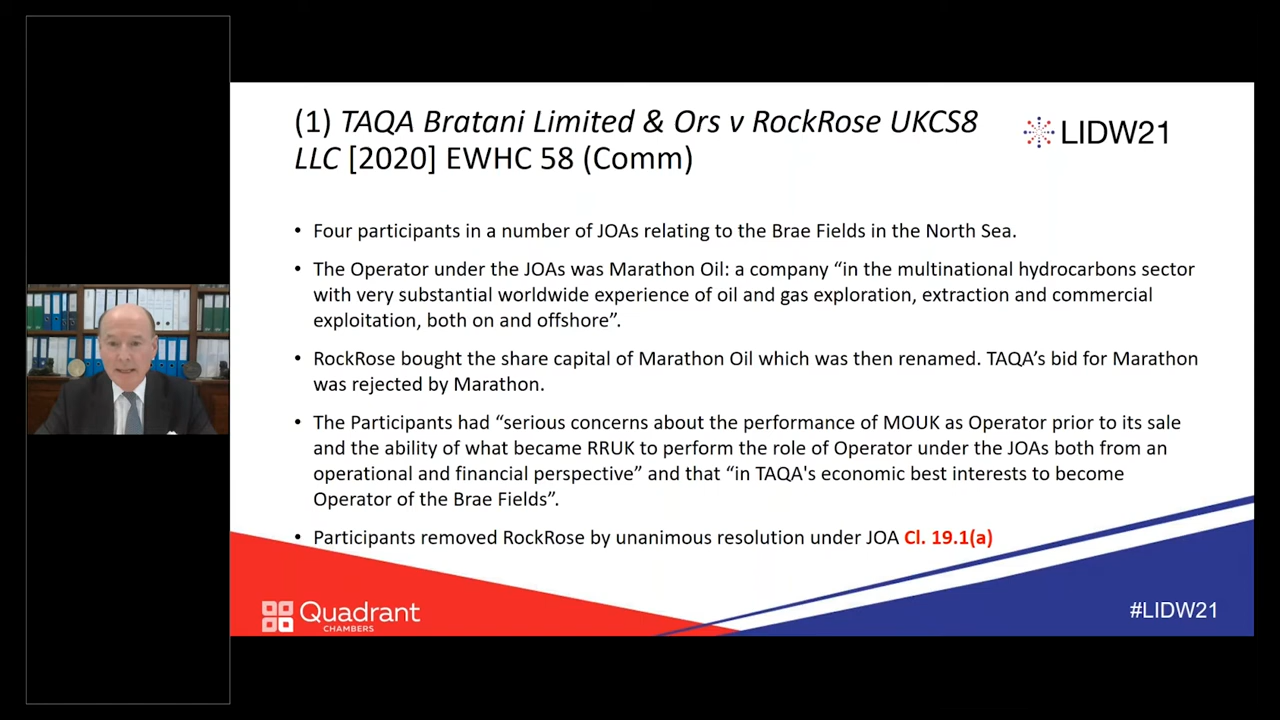 (1) TAQA Bratani Limited & Ors v RockRose UKCS8
LLC [2020] EWHC 58 (Comm)
LIDW21
• Four participants in a number of JOAs relating to the Brae Fields in the North Sea.
• The Operator under the JOAs was Marathon Oil: a company “in the multinational hydrocarbons sector
with very substantial worldwide experience of oil and gas exploration, extraction and commercial
exploitation, both on and offshore”.
• RockRose bought the share capital of Marathon Oil which was then renamed. TAQA’s bid for Marathon
was rejected by Marathon.
• The Participants had “serious concerns about the performance of MOUK as Operator prior to its sale
and the ability of what became RRUK to perform the role of Operator under the JOAs both from an
operational and financial perspective” and that “in TAQA's economic best interests to become
Operator of the Brae Fields”.
• Participants removed RockRose by unanimous resolution under JOA Cl. 19.1(a)
Quadrant
CHAMBERS
#LIDW21